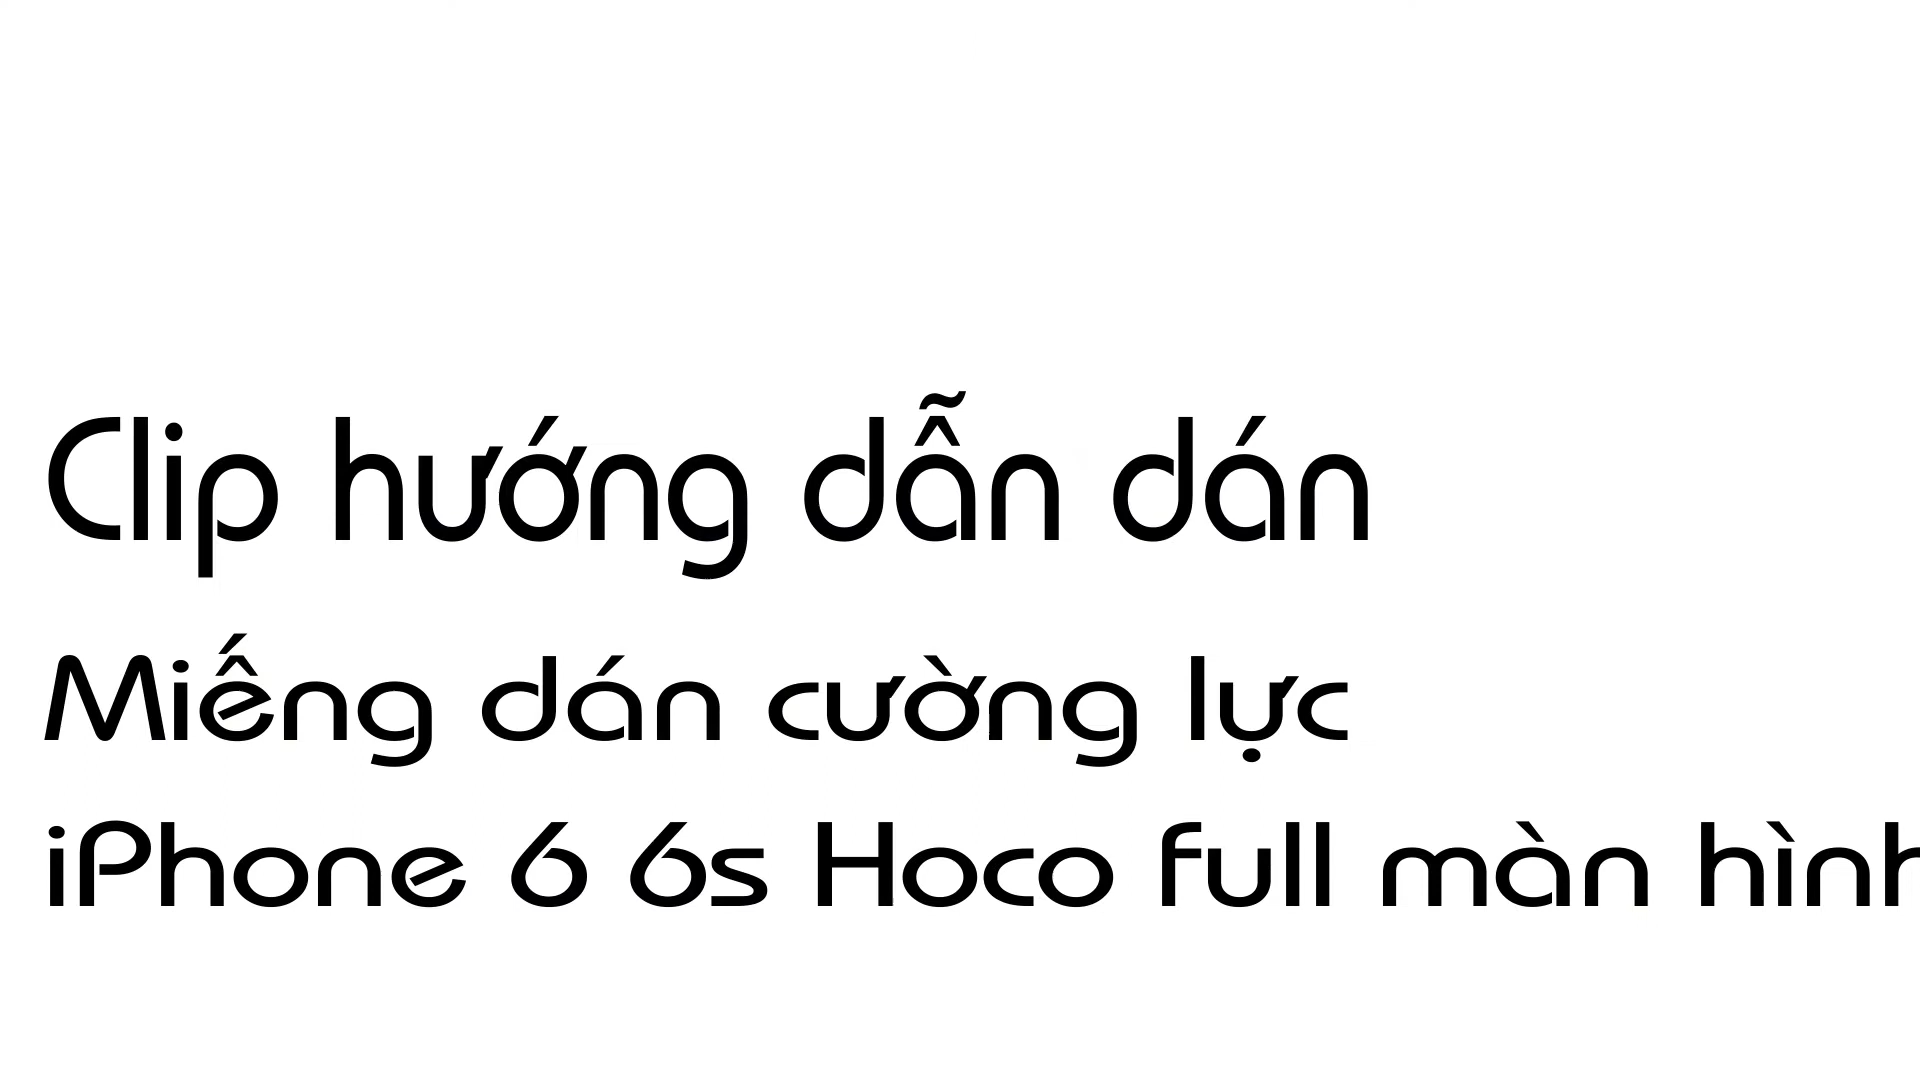 Clip hướng dẫn dán
Miếng dán cường lực
iPhone 6 6s Hoco full màn hình